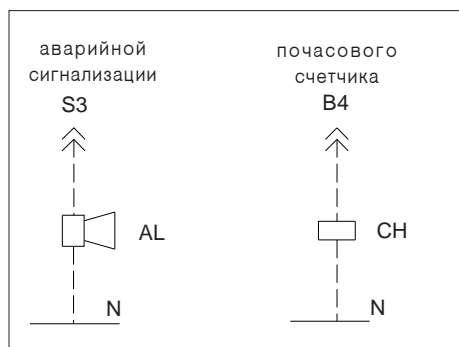 аварийной
сигнализации
S3
AL
N
почасового
счетчика
B4
CH
N